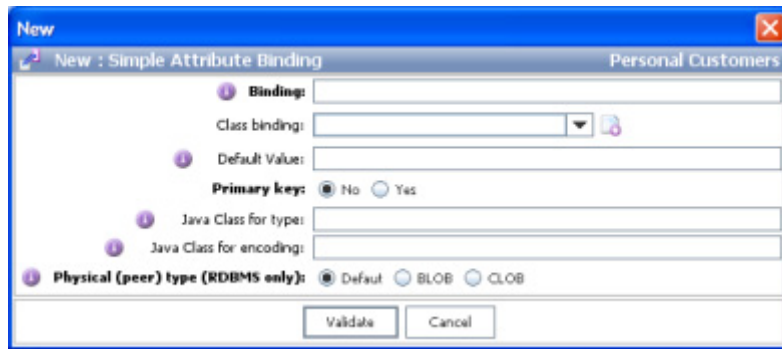 New
New : Simple Attribute Binding Personal Customers
Binding:
Class binding:
Default Value:
Primary key: No Yes
Java Class for type:
Java Class for encoding:
Physical (peer) type (RDBMS only): Defaut BLOB CLOB
Validate Cancel